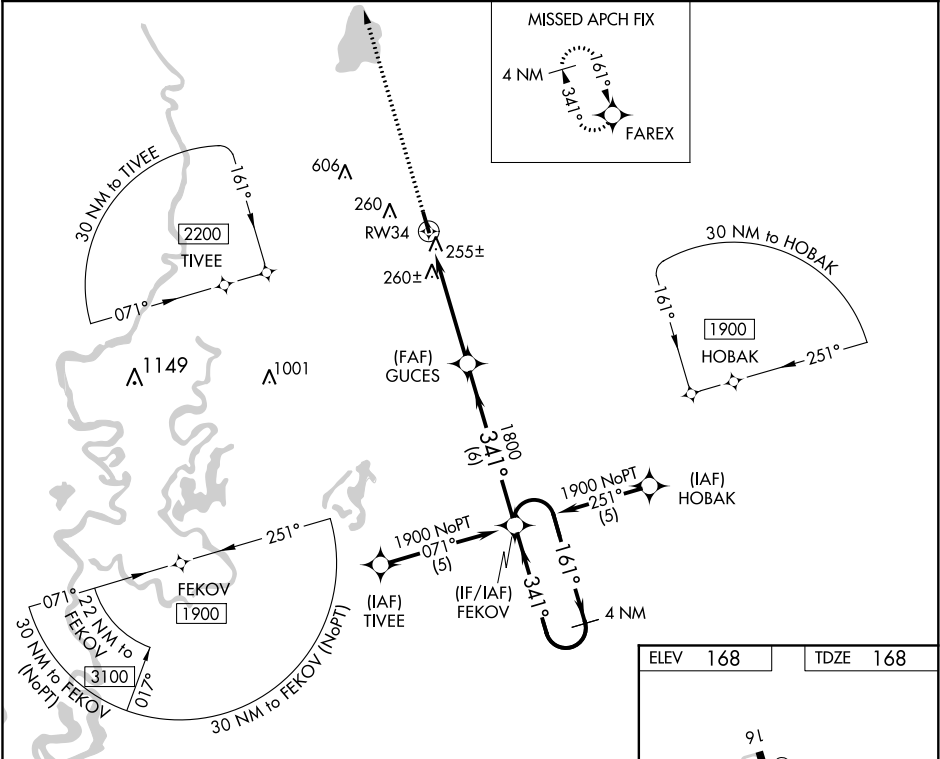 MISSED APCH FIX
4 NM
161°
341°
FAREX
30 NM to TIVEE
161°
2200
TIVEE
071°
606
260
RW34
255±
260±
30 NM to HOBAK
161°
1900
HOBAK
251°
1149
1001
(FAF)
GUCES
1800
341°
(6)
1900 NoPT
251°
(5)
(IAF)
HOBAK
1900 NoPT
071°
(5)
(IAF)
TIVEE
(IF/IAF)
FEKOV
161°
341°
4 NM
251°
FEKOV
1900
071°
22 NM to
FEKOV
3100
017°
30 NM to FEKOV
(NoPT)
30 NM to FEKOV (NoPT)
ELEV 168
TDZE 168
16